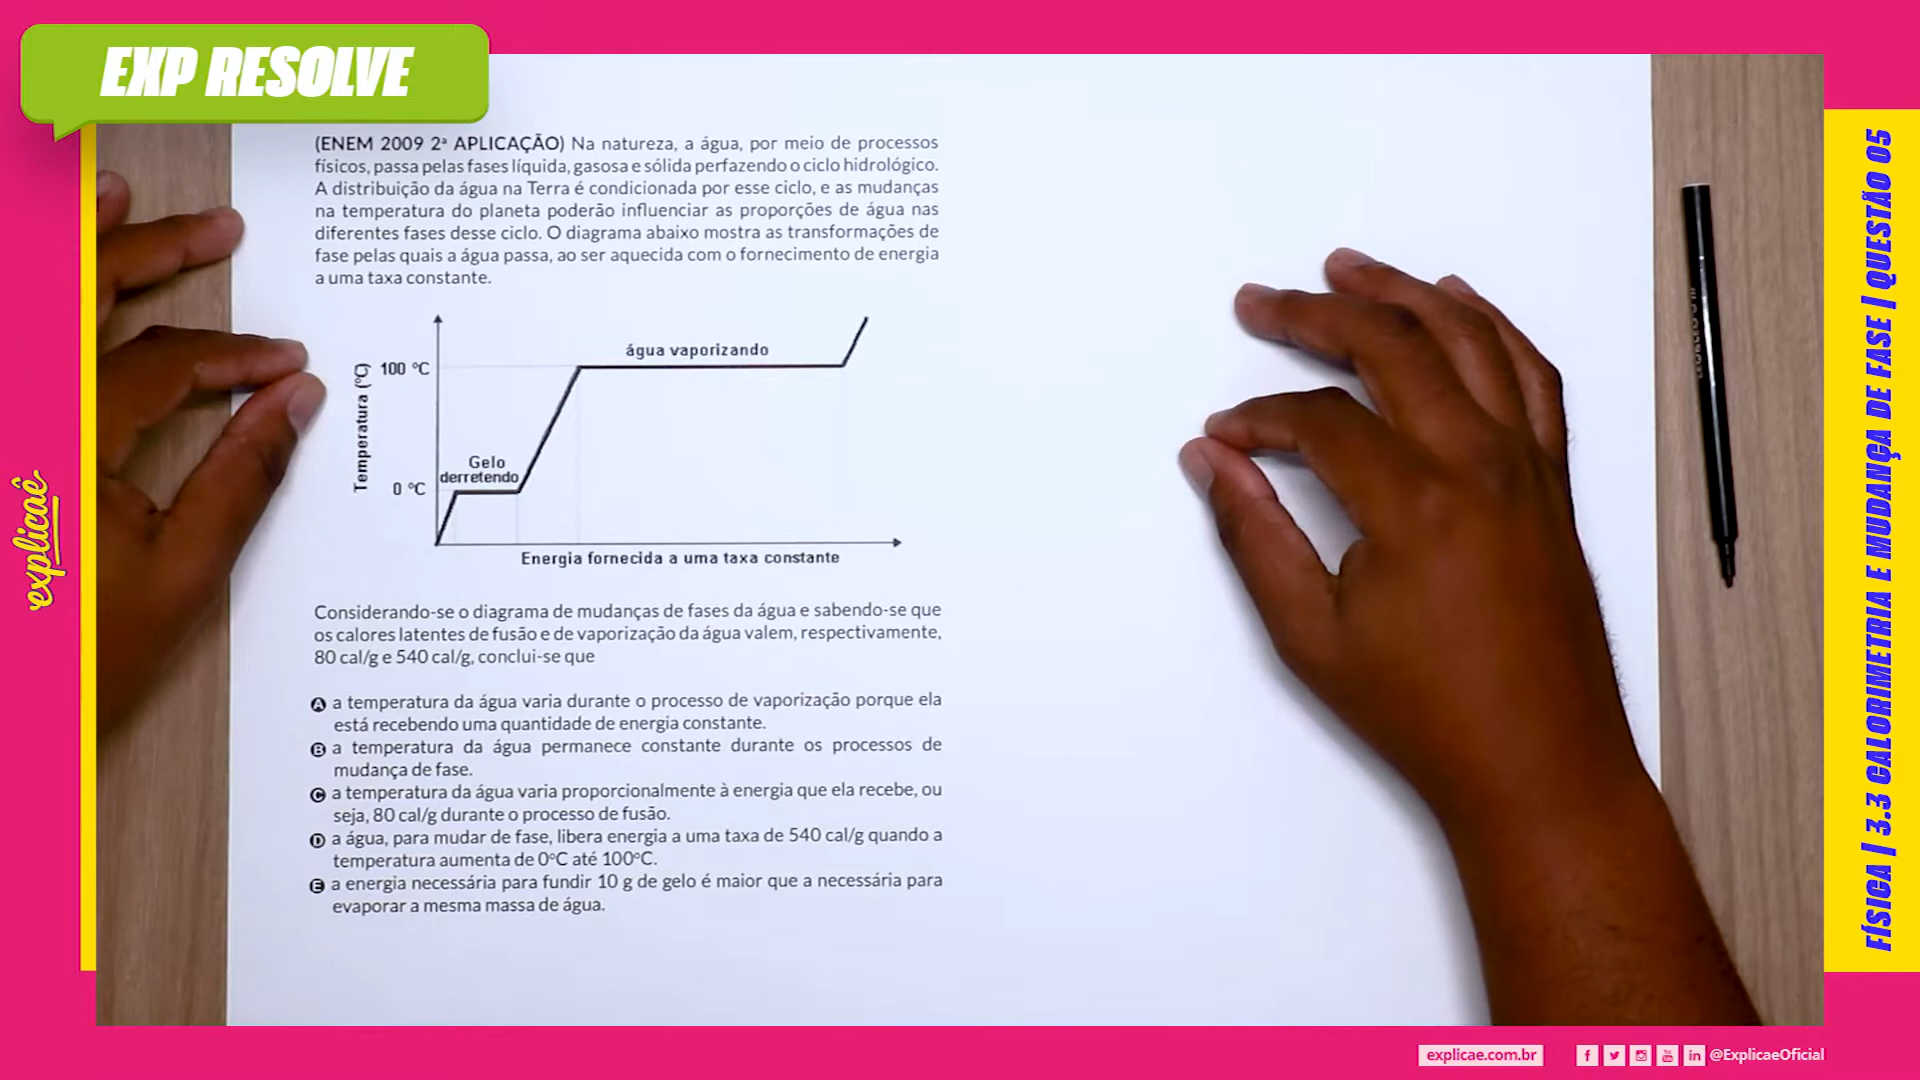 EXP RESOLVE
(ENEM 2009 2ª APLICAÇÃO) Na natureza, a água, por meio de processos
físicos, passa pelas fases líquida, gasosa e sólida perfazendo o ciclo hidrológico.
A distribuição da água na Terra é condicionada por esse ciclo, e as mudanças
na temperatura do planeta poderão influenciar as proporções de água nas
diferentes fases desse ciclo. O diagrama abaixo mostra as transformações de
fase pelas quais a água passa, ao ser aquecida com o fornecimento de energia
a uma taxa constante.
água vaporizando
100 ºC
Temperatura (ºC)
Gelo
derretendo
0 ºC
Energia fornecida a uma taxa constante
Considerando-se o diagrama de mudanças de fases da água e sabendo-se que
os calores latentes de fusão e de vaporização da água valem, respectivamente,
80 cal/g e 540 cal/g, conclui-se que
A a temperatura da água varia durante o processo de vaporização porque ela
está recebendo uma quantidade de energia constante.
B a temperatura da água permanece constante durante os processos de
mudança de fase.
C a temperatura da água varia proporcionalmente à energia que ela recebe, ou
seja, 80 cal/g durante o processo de fusão.
D a água, para mudar de fase, libera energia a uma taxa de 540 cal/g quando a
temperatura aumenta de 0ºC até 100ºC.
E a energia necessária para fundir 10 g de gelo é maior que a necessária para
evaporar a mesma massa de água.
explicaê
FÍSICA | 3.3 CALORIMETRIA E MUDANÇA DE FASE | QUESTÃO 05
explicae.com.br
@ExplicaeOficial